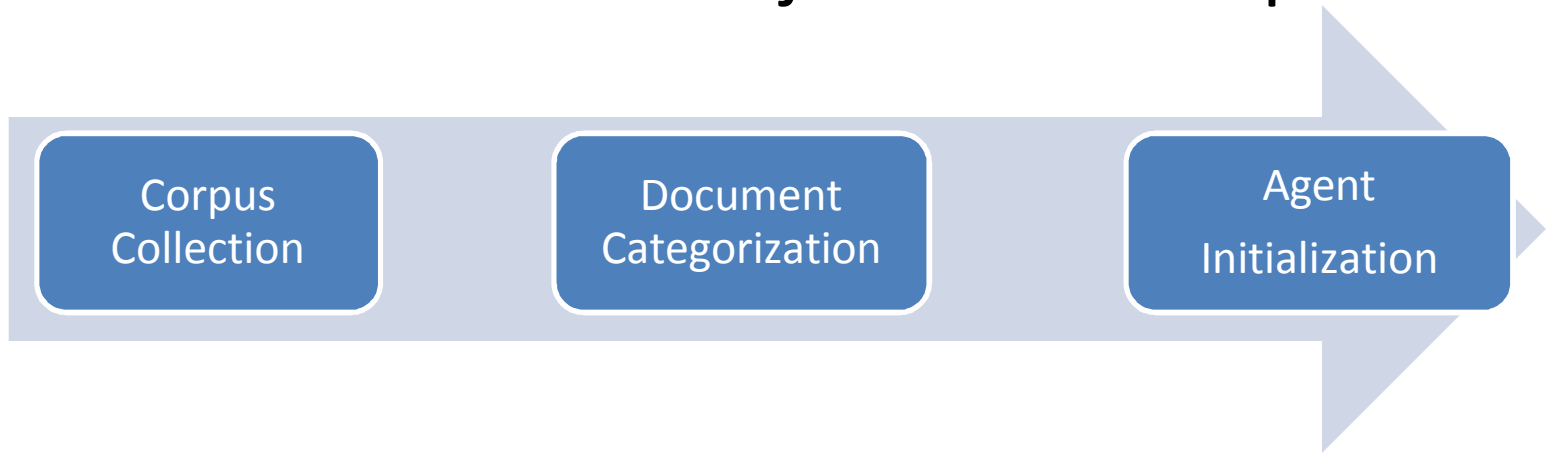 Corpus
Collection
Document
Categorization
Agent
Initialization